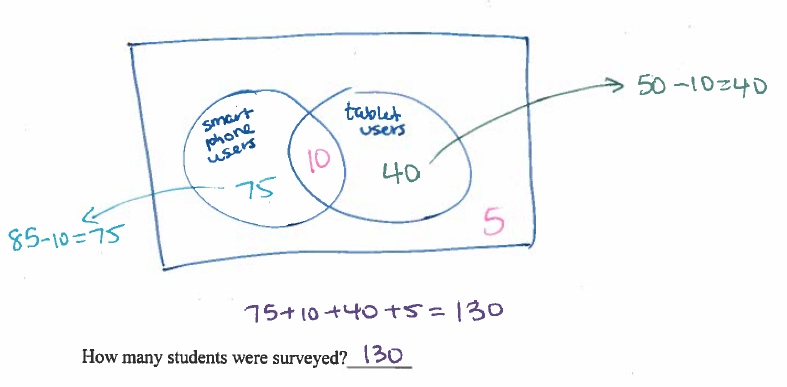 50-10=40
smart
phone
users
tablet
users
10
40
75
5
85-10=75
75+10+40+5=130
How many students were surveyed? 130